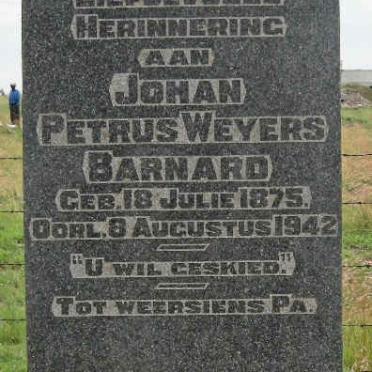 HERINNERING
AAN
JOHAN
PETRUS WEYERS
BARNARD
GEB. 18 JULIE 1875.
OORL. 8 AUGUSTUS 1942
"U WIL GESKIED."
TOT WEERSIENS PA.